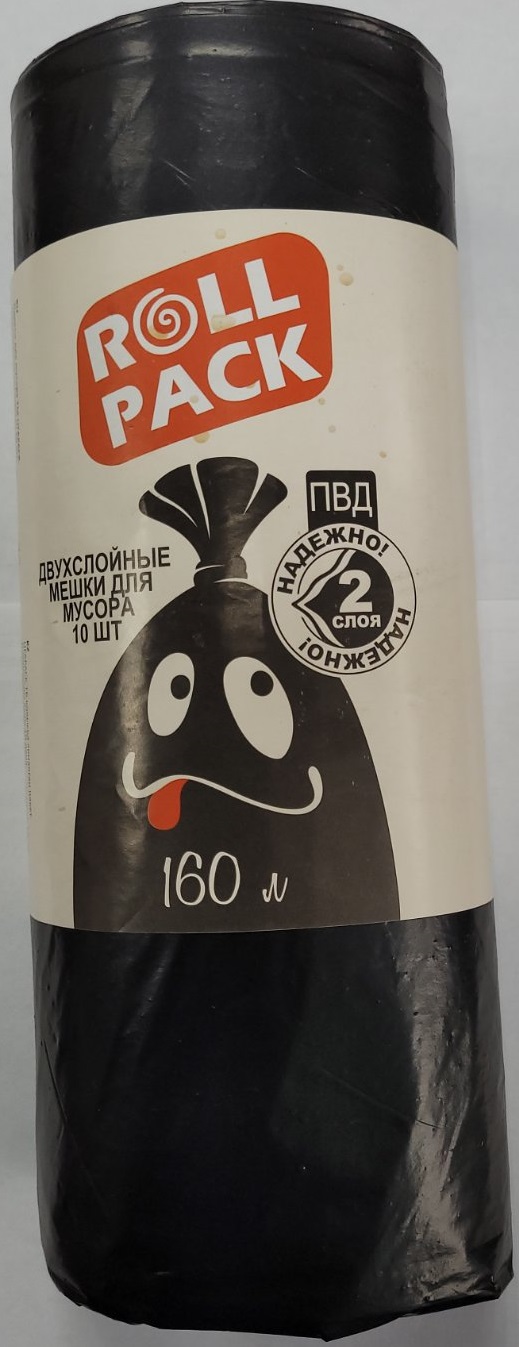 ROLL
PACK
ПВД
НАДЕЖНО!
2
СЛОЯ
НАДЕЖНО!
ДВУХСЛОЙНЫЕ
МЕШКИ ДЛЯ
МУСОРА
10 ШТ
160 л